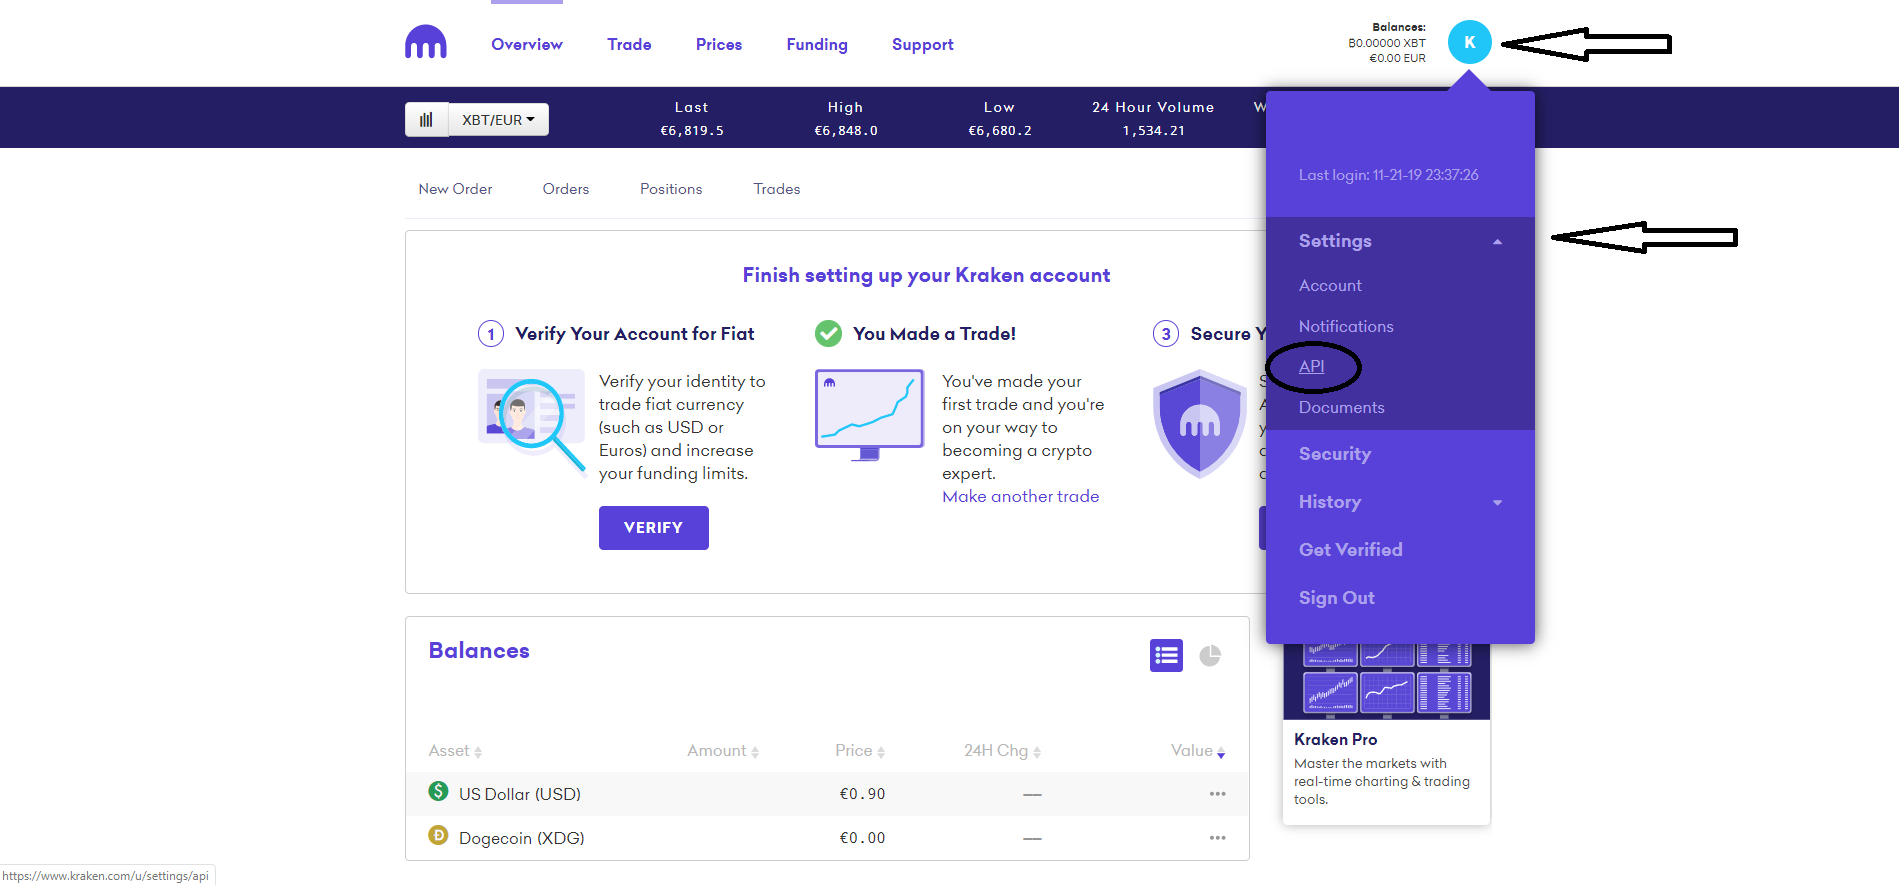 Overview Trade Prices Funding Support
Balances:
Ƀ0.00000 XBT
€0.00 EUR
K
XBT/EUR
Last High Low 24 Hour Volume W
€6,819.5 €6,848.0 €6,680.2 1,534.21
New Order Orders Positions Trades
Last login: 11-21-19 23:37:26
Settings
Account
Notifications
API
Documents
Security
History
Get Verified
Sign Out
Finish setting up your Kraken account
1 Verify Your Account for Fiat
Verify your identity to
trade fiat currency
(such as USD or
Euros) and increase
your funding limits.
VERIFY
You Made a Trade!
You've made your
first trade and you're
on your way to
becoming a crypto
expert.
Make another trade
3 Secure Y
Balances
Asset Amount Price 24H Chg Value
US Dollar (USD) €0.90 — •••
Dogecoin (XDG) €0.00 — •••
Kraken Pro
Master the markets with
real-time charting & trading
tools.
https://www.kraken.com/u/settings/api